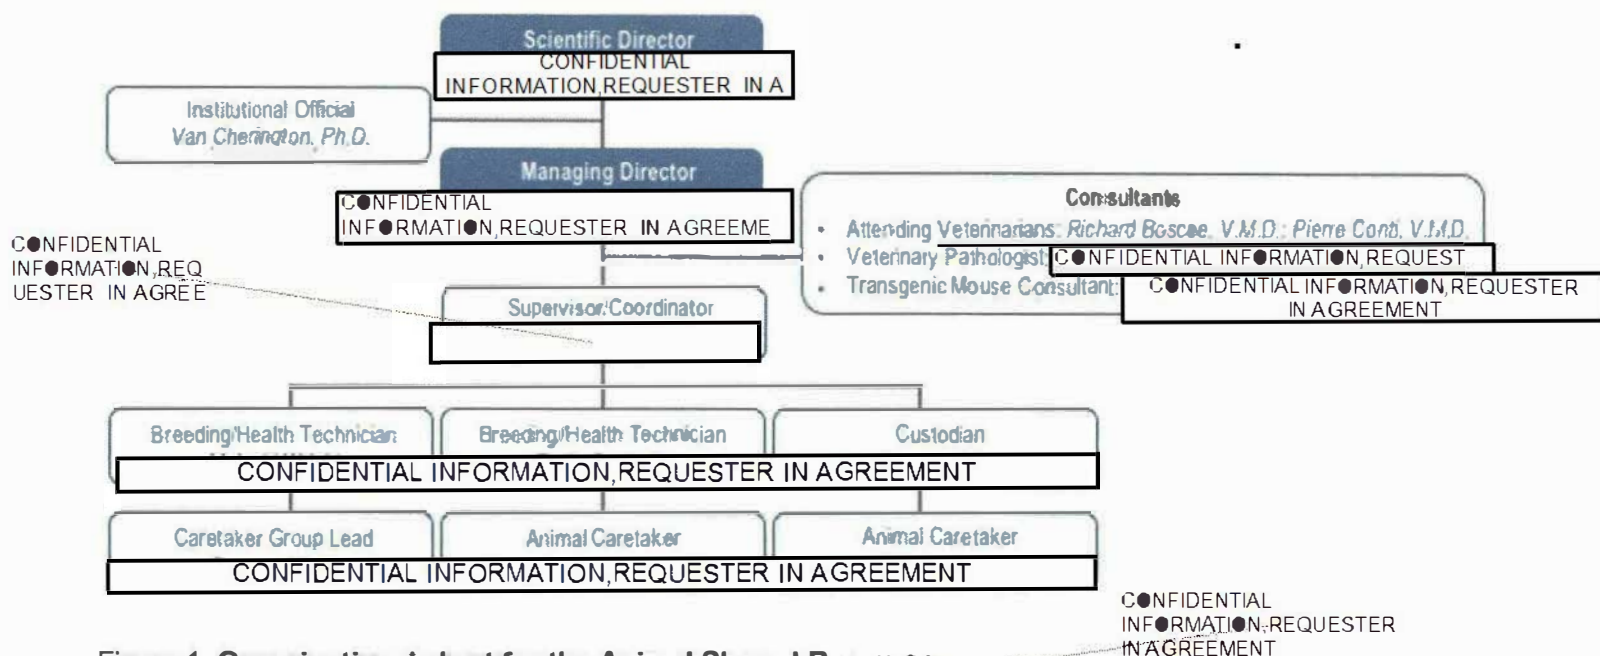 Scientific Director
CONFIDENTIAL
INFORMATION,REQUESTER IN A
Institutional Official
Van Cherington, Ph.D.
Managing Director
CONFIDENTIAL
INFORMATION,REQUESTER IN AGREEME
Consultants
• Attending Veterinarians: Richard Boscoe, V.M.D.; Pierre Conti, V.M.D.
• Veterinary Pathologist: CONFIDENTIAL INFORMATION,REQUEST
• Transgenic Mouse Consultant: CONFIDENTIAL INFORMATION,REQUESTER
IN AGREEMENT
CONFIDENTIAL
INFORMATION,REQ
UESTER IN AGREE
Supervisor/Coordinator
Breeding/Health Technician
Breeding/Health Technician
Custodian
CONFIDENTIAL INFORMATION,REQUESTER IN AGREEMENT
Caretaker Group Lead
Animal Caretaker
Animal Caretaker
CONFIDENTIAL INFORMATION,REQUESTER IN AGREEMENT
CONFIDENTIAL
INFORMATION,REQUESTER
IN AGREEMENT